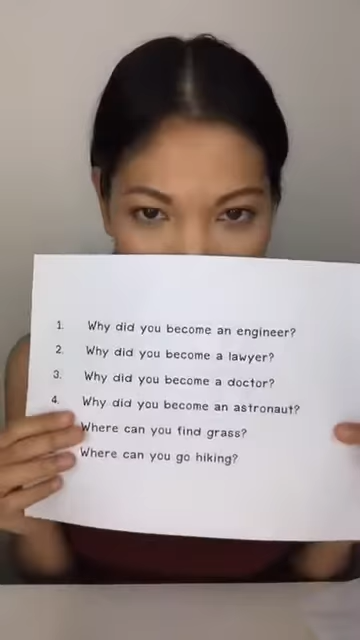 1. Why did you become an engineer?
2. Why did you become a lawyer?
3. Why did you become a doctor?
4. Why did you become an astronaut?
Where can you find grass?
Where can you go hiking?